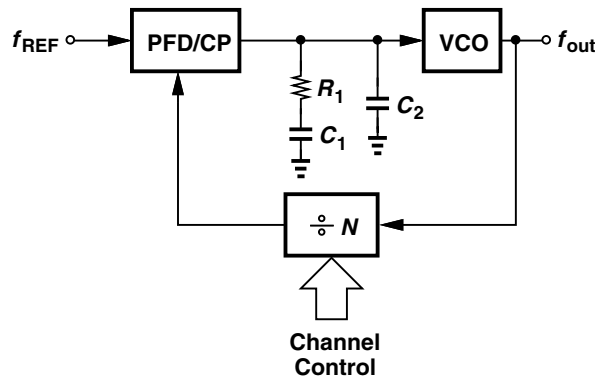 f_REF
PFD/CP
VCO
f_out
R_1
C_1
C_2
÷ N
Channel
Control